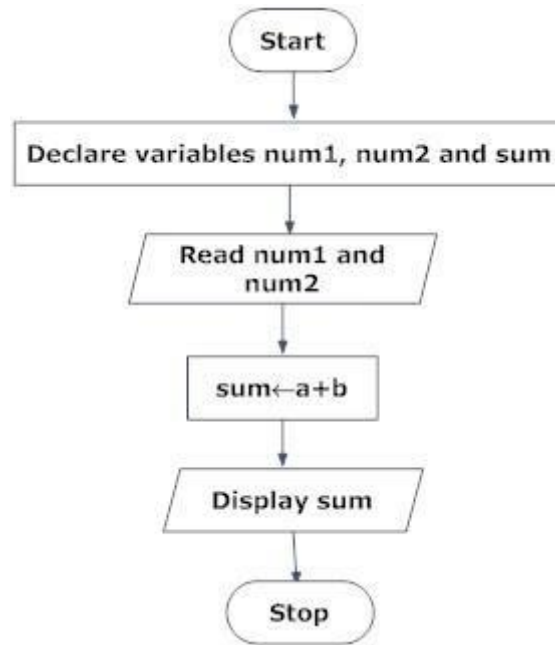 Start
Declare variables num1, num2 and sum
Read num1 and
num2
sum←a+b
Display sum
Stop